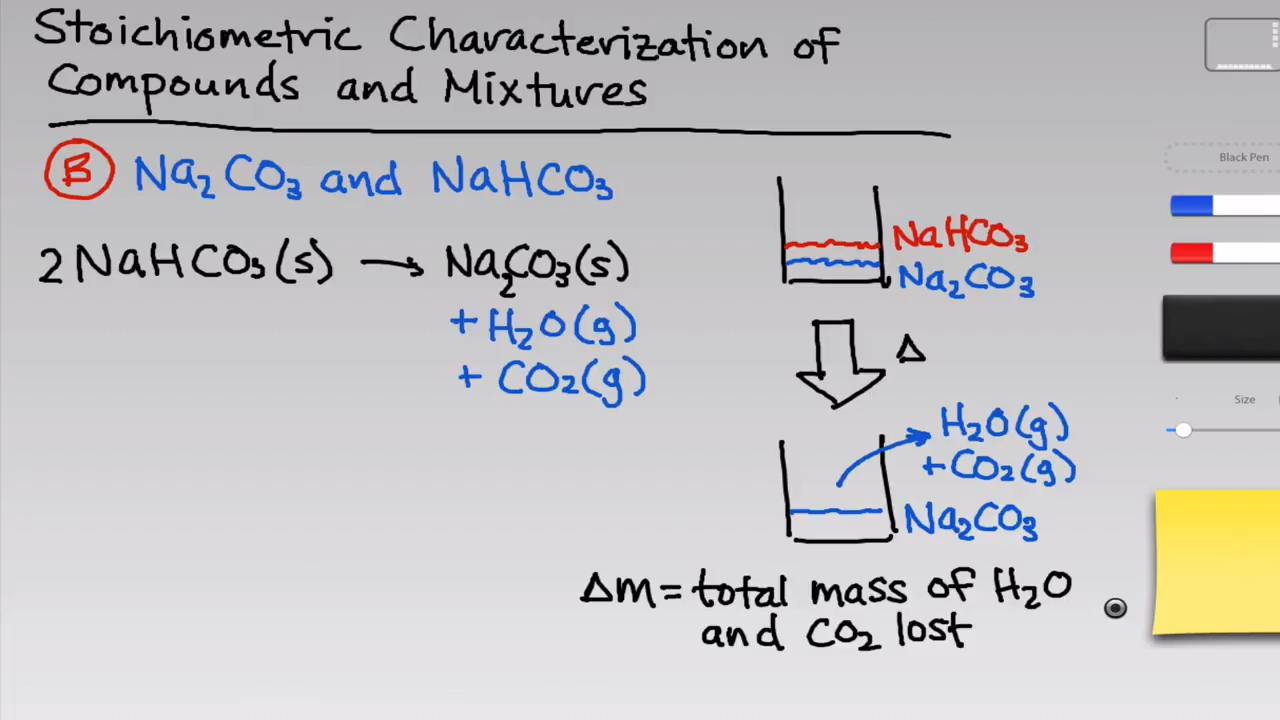 Stoichiometric Characterization of
Compounds and Mixtures
B Na2CO3 and NaHCO3
2NaHCO3(s) → Na2CO3(s)
+ H2O(g)
+ CO2(g)
NaHCO3
Na2CO3
Δ
H2O(g)
+CO2(g)
Na2CO3
Δm = total mass of H2O
and CO2 lost
Black Pen
Size